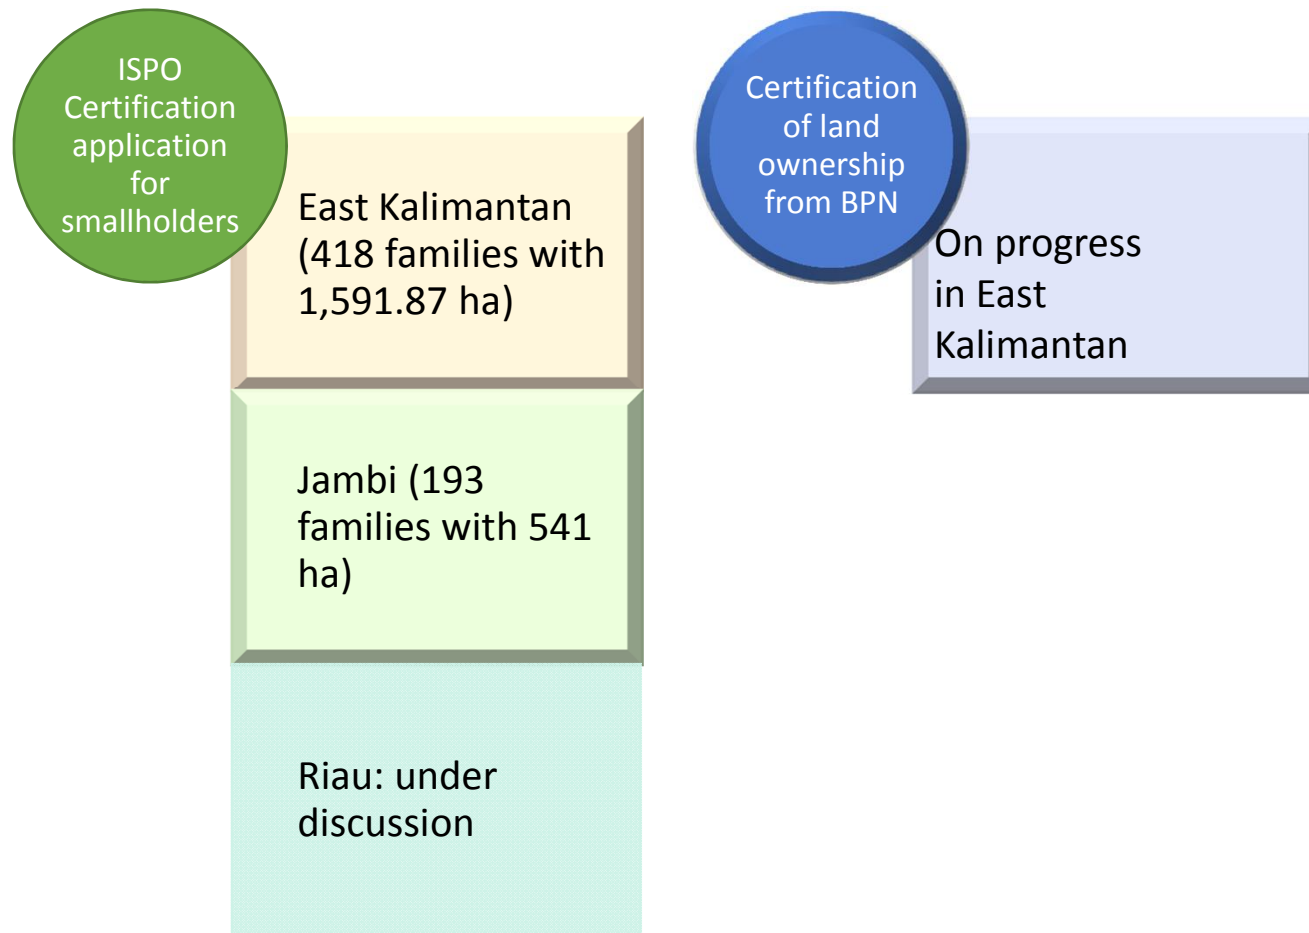 ISPO
Certification
application
for
smallholders
East Kalimantan
(418 families with
1,591.87 ha)
Jambi (193
families with 541
ha)
Riau: under
discussion
Certification
of land
ownership
from BPN
On progress
in East
Kalimantan